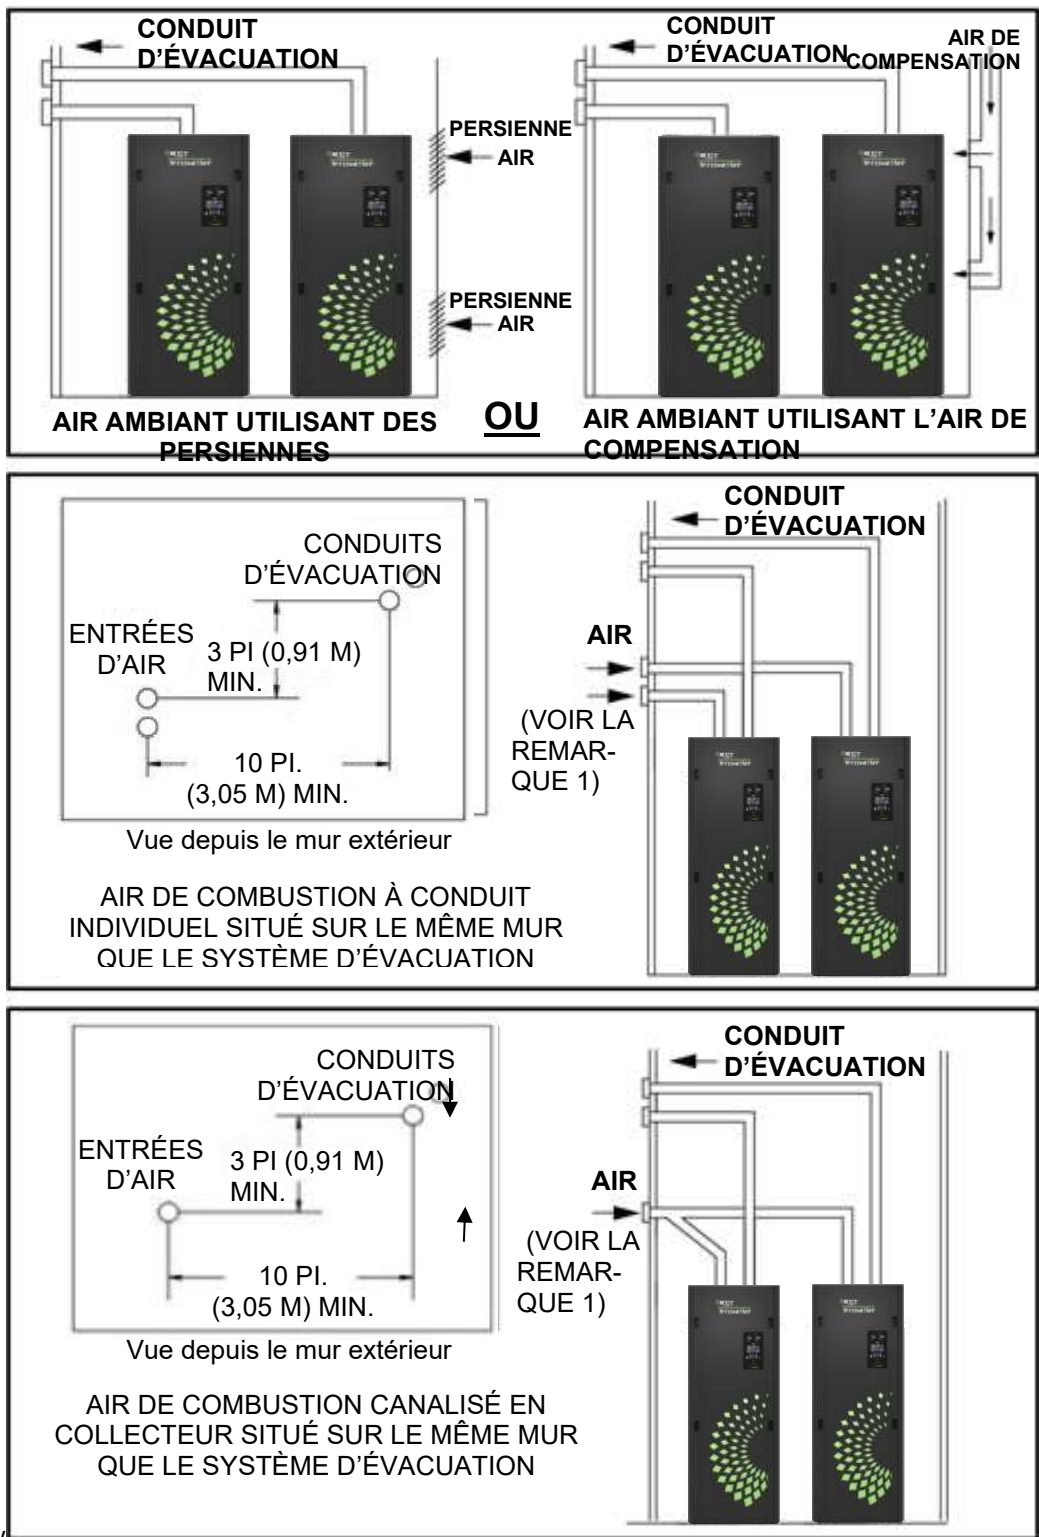 CONDUIT
D'ÉVACUATION
PERSIENNE
AIR
PERSIENNE
AIR
AIR AMBIANT UTILISANT DES
PERSIENNES
OU
CONDUIT
D'ÉVACUATION
AIR DE
COMPENSATION
AIR AMBIANT UTILISANT L'AIR DE
COMPENSATION
CONDUITS
D'ÉVACUATION
ENTRÉES
D'AIR
3 PI (0,91 M)
MIN.
10 PI.
(3,05 M) MIN.
Vue depuis le mur extérieur
AIR DE COMBUSTION À CONDUIT
INDIVIDUEL SITUÉ SUR LE MÊME MUR
QUE LE SYSTÈME D'ÉVACUATION
CONDUIT
D'ÉVACUATION
AIR
(VOIR LA
REMAR-
QUE 1)
CONDUITS
D'ÉVACUATION
ENTRÉES
D'AIR
3 PI (0,91 M)
MIN.
10 PI.
(3,05 M) MIN.
Vue depuis le mur extérieur
AIR DE COMBUSTION CANALISÉ EN
COLLECTEUR SITUÉ SUR LE MÊME MUR
QUE LE SYSTÈME D'ÉVACUATION
CONDUIT
D'ÉVACUATION
AIR
(VOIR LA
REMAR-
QUE 1)